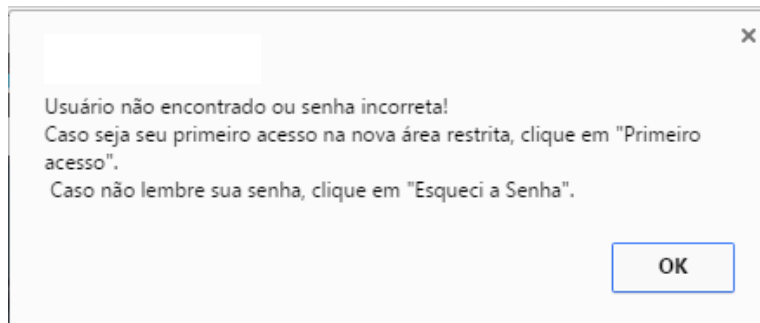 Usuário não encontrado ou senha incorreta!
Caso seja seu primeiro acesso na nova área restrita, clique em "Primeiro
acesso".
Caso não lembre sua senha, clique em "Esqueci a Senha".
OK